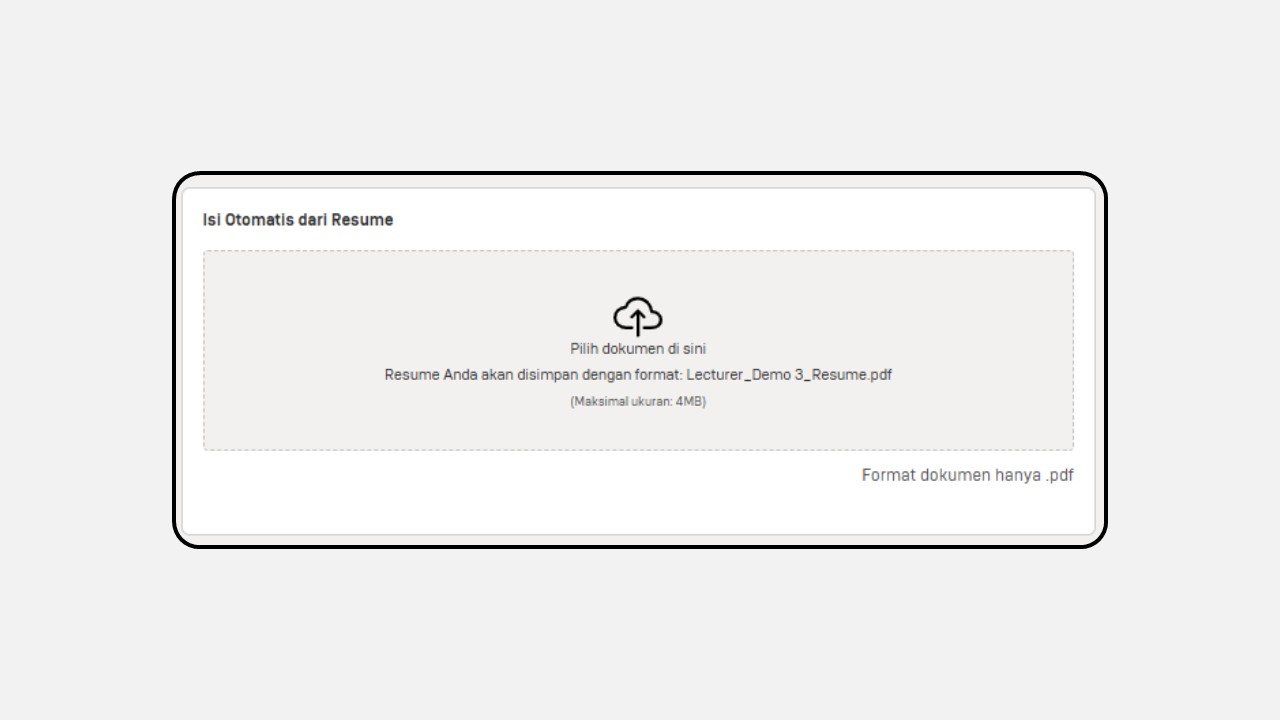 Isi Otomatis dari Resume
Pilih dokumen di sini
Resume Anda akan disimpan dengan format: Lecturer_Demo 3_Resume.pdf
(Maksimal ukuran: 4MB)
Format dokumen hanya .pdf